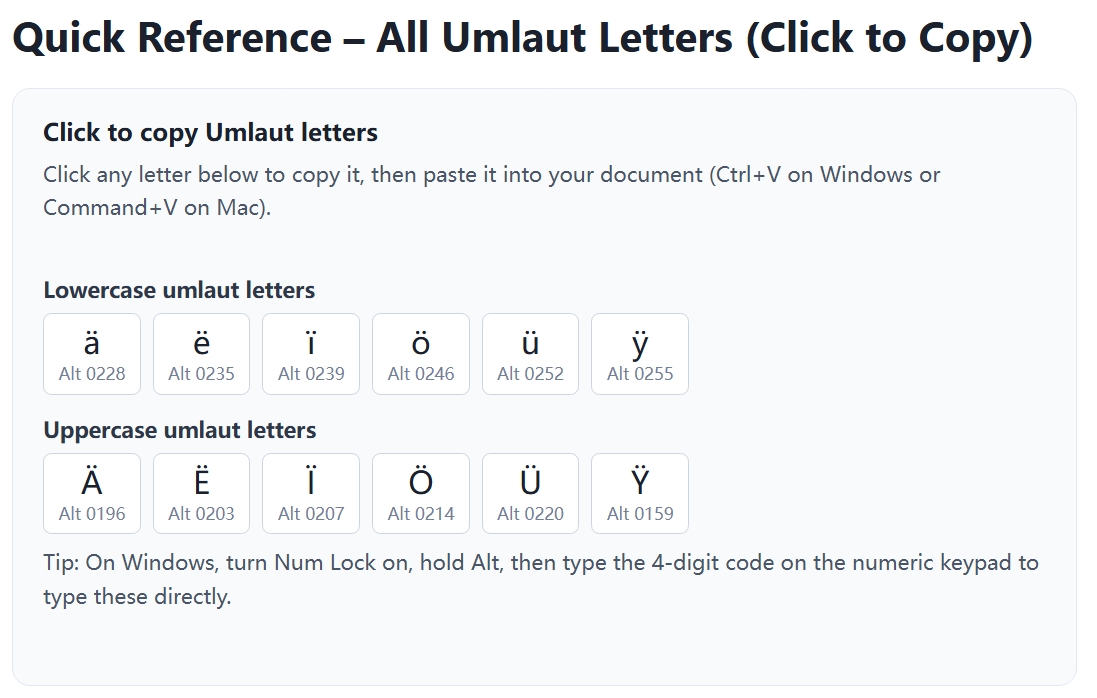 Quick Reference – All Umlaut Letters (Click to Copy)
Click to copy Umlaut letters
Click any letter below to copy it, then paste it into your document (Ctrl+V on Windows or
Command+V on Mac).
Lowercase umlaut letters
ä ë ï ö ü ÿ
Alt 0228 Alt 0235 Alt 0239 Alt 0246 Alt 0252 Alt 0255
Uppercase umlaut letters
Ä Ë Ï Ö Ü Ÿ
Alt 0196 Alt 0203 Alt 0207 Alt 0214 Alt 0220 Alt 0159
Tip: On Windows, turn Num Lock on, hold Alt, then type the 4-digit code on the numeric keypad to
type these directly.